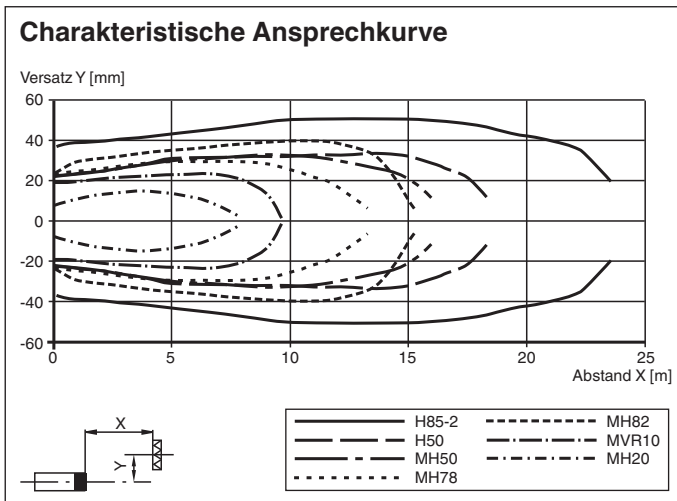 Charakteristische Ansprechkurve
Versatz Y [mm]
60
40
20
0
-20
-40
-60
0 5 10 15 20 25
Abstand X [m]
X
Y
H85-2 MH82
H50 MVR10
MH50 MH20
MH78